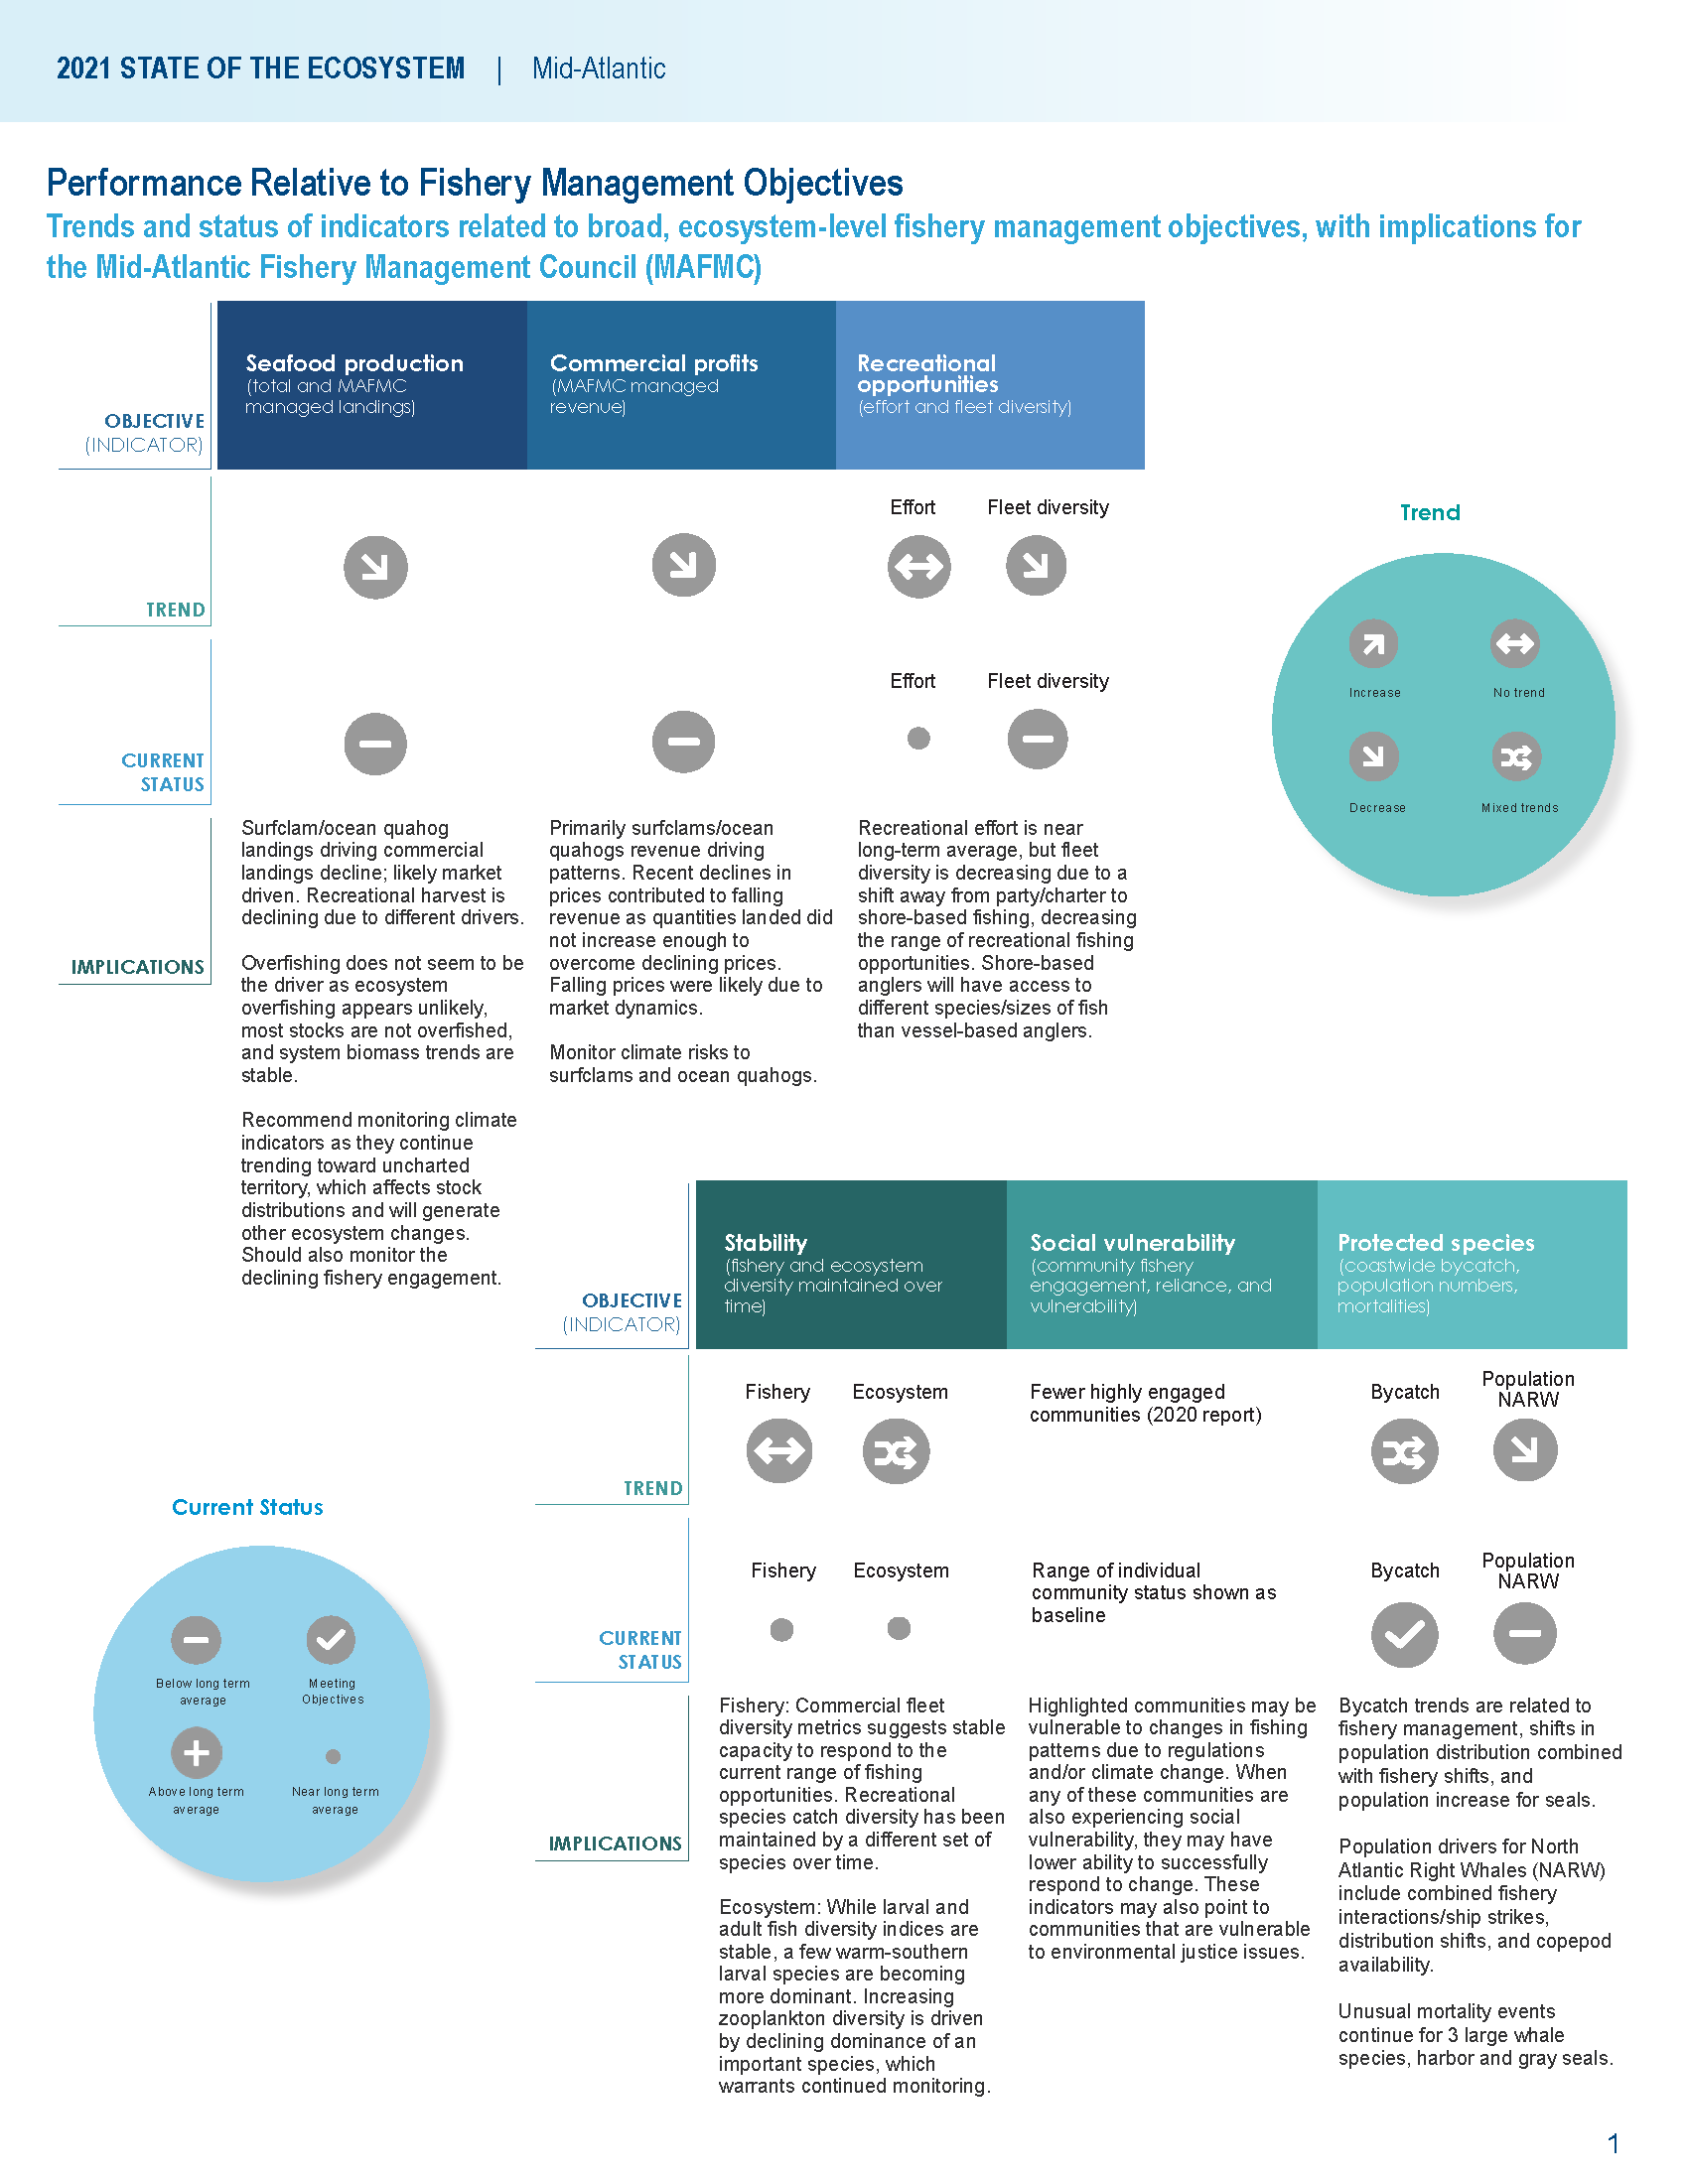 2021 STATE OF THE ECOSYSTEM | Mid-Atlantic
Performance Relative to Fishery Management Objectives
Trends and status of indicators related to broad, ecosystem-level fishery management objectives, with implications for
the Mid-Atlantic Fishery Management Council (MAFMC)
OBJECTIVE
(INDICATOR)
Seafood production
(total and MAFMC
managed landings)
Commercial profits
(MAFMC managed
revenue)
Recreational
opportunities
(effort and fleet diversity)
TREND
Effort
Fleet diversity
CURRENT
STATUS
Effort
Fleet diversity
IMPLICATIONS
Surfclam/ocean quahog
landings driving commercial
landings decline; likely market
driven. Recreational harvest is
declining due to different drivers.
Overfishing does not seem to be
the driver as ecosystem
overfishing appears unlikely,
most stocks are not overfished,
and system biomass trends are
stable.
Recommend monitoring climate
indicators as they continue
trending toward uncharted
territory, which affects stock
distributions and will generate
other ecosystem changes.
Should also monitor the
declining fishery engagement.
Primarily surfclams/ocean
quahogs revenue driving
patterns. Recent declines in
prices contributed to falling
revenue as quantities landed did
not increase enough to
overcome declining prices.
Falling prices were likely due to
market dynamics.
Monitor climate risks to
surfclams and ocean quahogs.
Recreational effort is near
long-term average, but fleet
diversity is decreasing due to a
shift away from party/charter to
shore-based fishing, decreasing
the range of recreational fishing
opportunities. Shore-based
anglers will have access to
different species/sizes of fish
than vessel-based anglers.
Trend
Increase
No trend
Decrease
Mixed trends
OBJECTIVE
(INDICATOR)
Stability
(fishery and ecosystem
diversity maintained over
time)
Social vulnerability
(community fishery
engagement, reliance, and
vulnerability)
Protected species
(coastwide bycatch,
population numbers,
mortalities)
TREND
Fishery
Ecosystem
Fewer highly engaged
communities (2020 report)
Bycatch
Population
NARW
CURRENT
STATUS
Fishery
Ecosystem
Range of individual
community status shown as
baseline
Bycatch
Population
NARW
IMPLICATIONS
Fishery: Commercial fleet
diversity metrics suggests stable
capacity to respond to the
current range of fishing
opportunities. Recreational
species catch diversity has been
maintained by a different set of
species over time.
Ecosystem: While larval and
adult fish diversity indices are
stable, a few warm-southern
larval species are becoming
more dominant. Increasing
zooplankton diversity is driven
by declining dominance of an
important species, which
warrants continued monitoring.
Highlighted communities may be
vulnerable to changes in fishing
patterns due to regulations
and/or climate change. When
any of these communities are
also experiencing social
vulnerability, they may have
lower ability to successfully
respond to change. These
indicators may also point to
communities that are vulnerable
to environmental justice issues.
Bycatch trends are related to
fishery management, shifts in
population distribution combined
with fishery shifts, and
population increase for seals.
Population drivers for North
Atlantic Right Whales (NARW)
include combined fishery
interactions/ship strikes,
distribution shifts, and copepod
availability.
Unusual mortality events
continue for 3 large whale
species, harbor and gray seals.
Current Status
Below long term
average
Meeting
Objectives
Above long term
average
Near long term
average
1